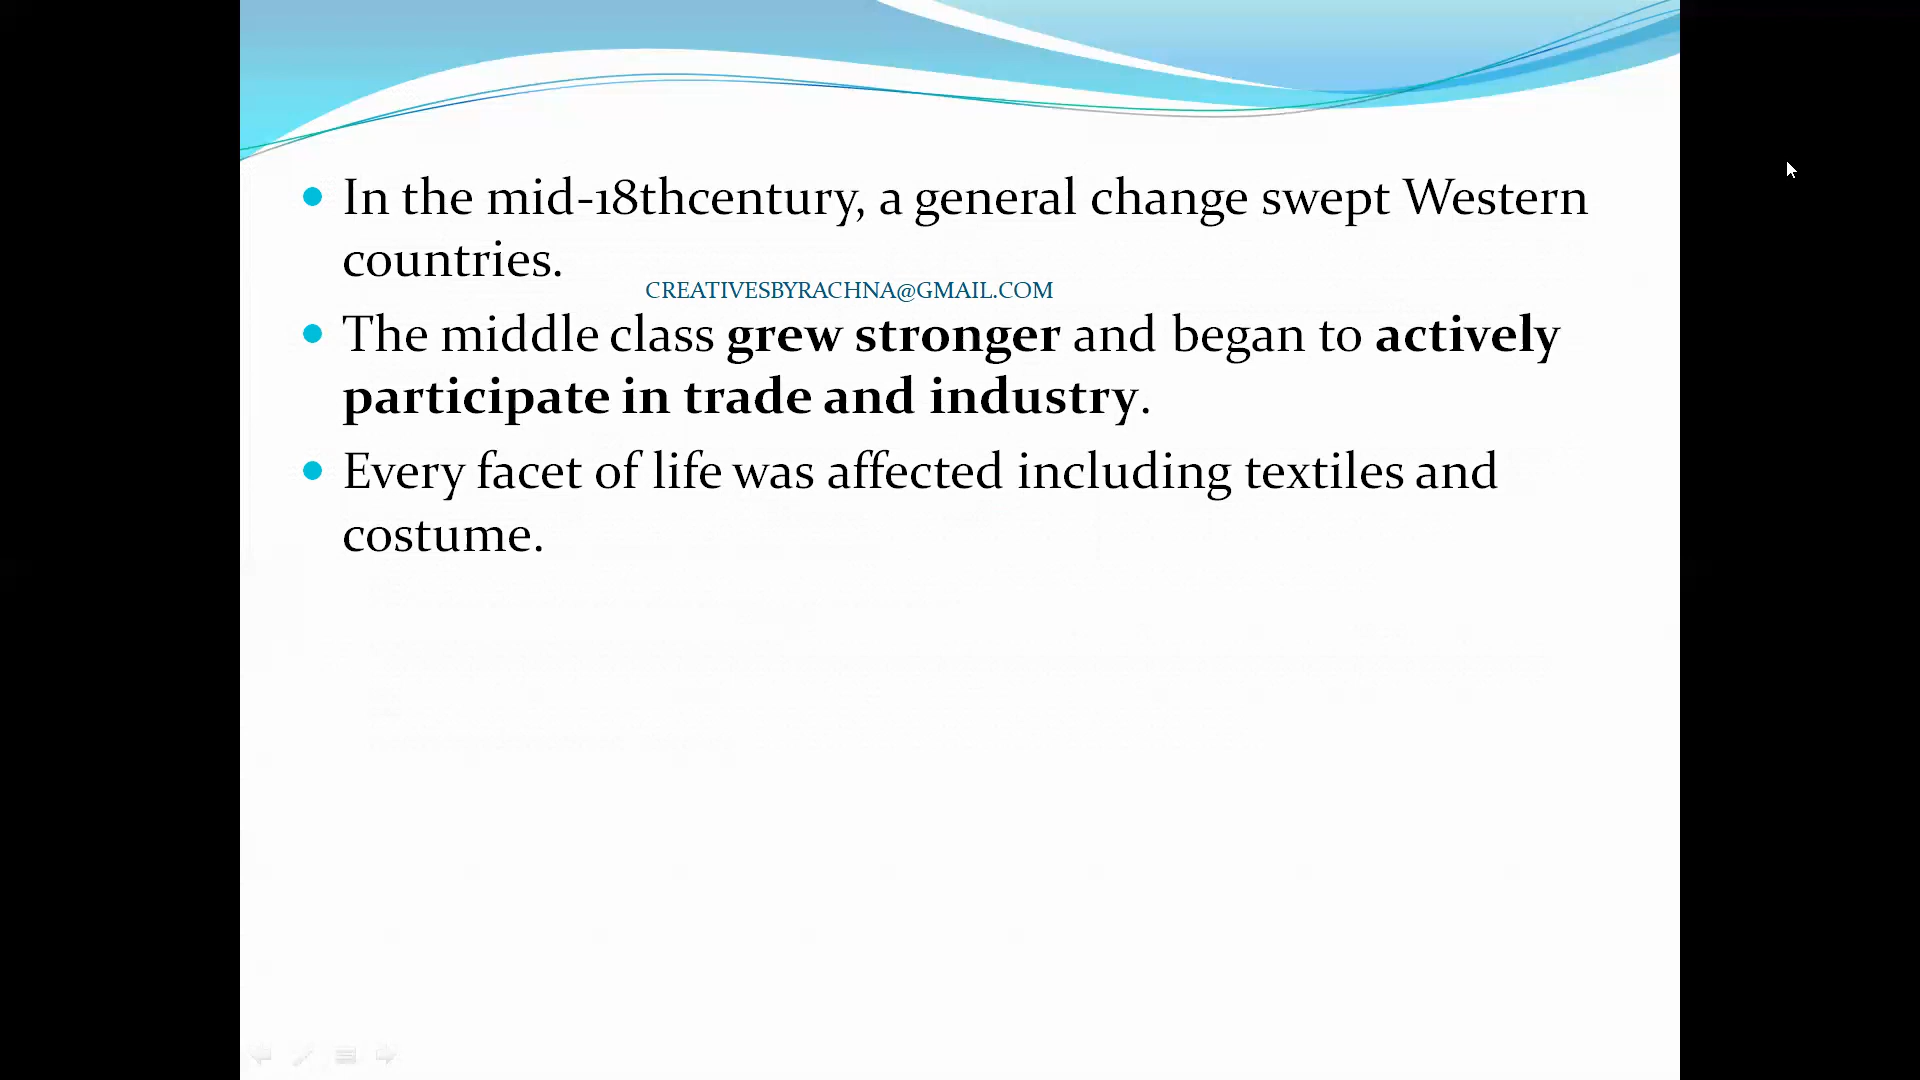 In the mid-18thcentury, a general change swept Western
countries.
CREATIVESBYRACHNA@GMAIL.COM
The middle class grew stronger and began to actively
participate in trade and industry.
Every facet of life was affected including textiles and
costume.